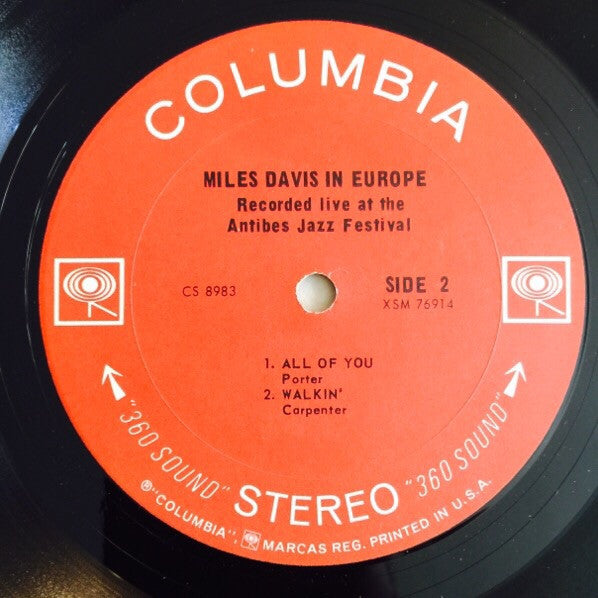 COLUMBIA
MILES DAVIS IN EUROPE
Recorded live at the
Antibes Jazz Festival
CS 8983
SIDE 2
XSM 76914
1. ALL OF YOU
Porter
2. WALKIN'
Carpenter
"360 SOUND" STEREO "360 SOUND"
®"COLUMBIA", MARCAS REG. PRINTED IN U.S.A.